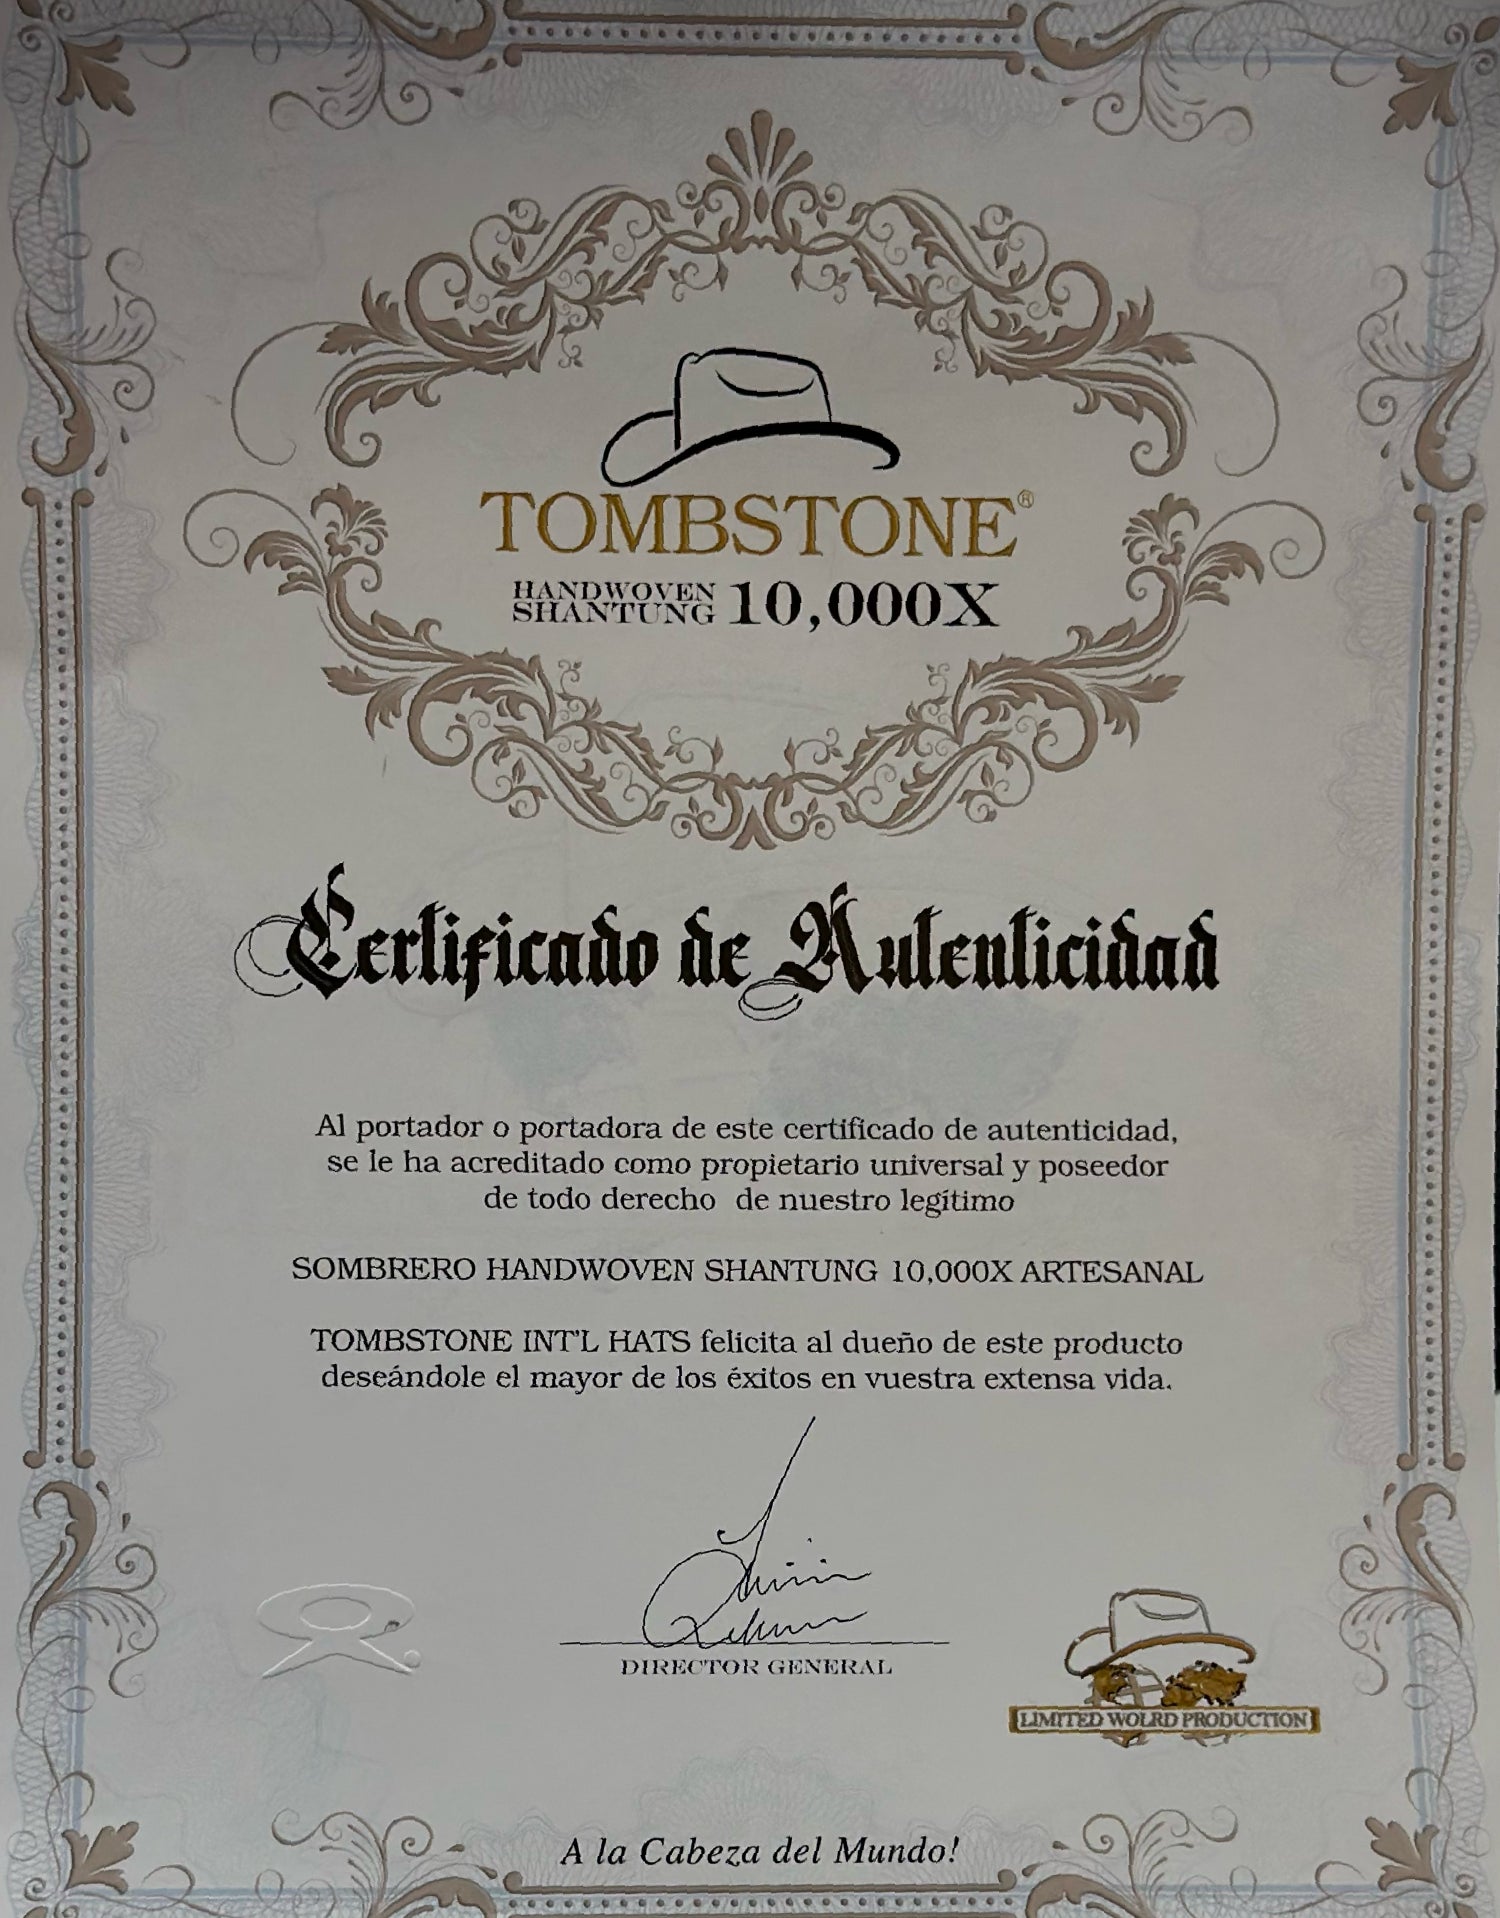 TOMBSTONE®
HANDWOVEN
SHANTUNG 10,000X
Certificado de Autenticidad
Al portador o portadora de este certificado de autenticidad,
se le ha acreditado como propietario universal y poseedor
de todo derecho de nuestro legítimo
SOMBRERO HANDWOVEN SHANTUNG 10,000X ARTESANAL
TOMBSTONE INT'L HATS felicita al dueño de este producto
deseándole el mayor de los éxitos en vuestra extensa vida.
DIRECTOR GENERAL
LIMITED WOLRD PRODUCTION
A la Cabeza del Mundo!